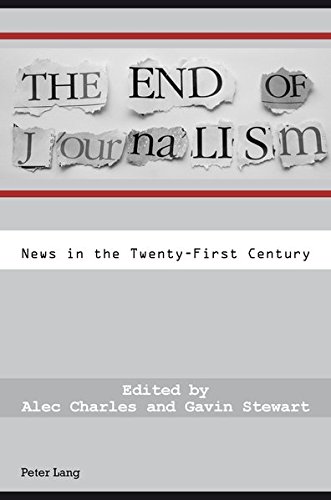 THE END OF
JournaLISm
News in the Twenty-First Century
Edited by
Alec Charles and Gavin Stewart
Peter Lang